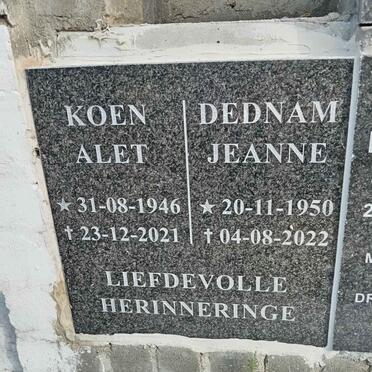 KOEN
ALET
★ 31-08-1946
† 23-12-2021
DEDNAM
JEANNE
★ 20-11-1950
† 04-08-2022
LIEFDEVOLLE
HERINNERINGE